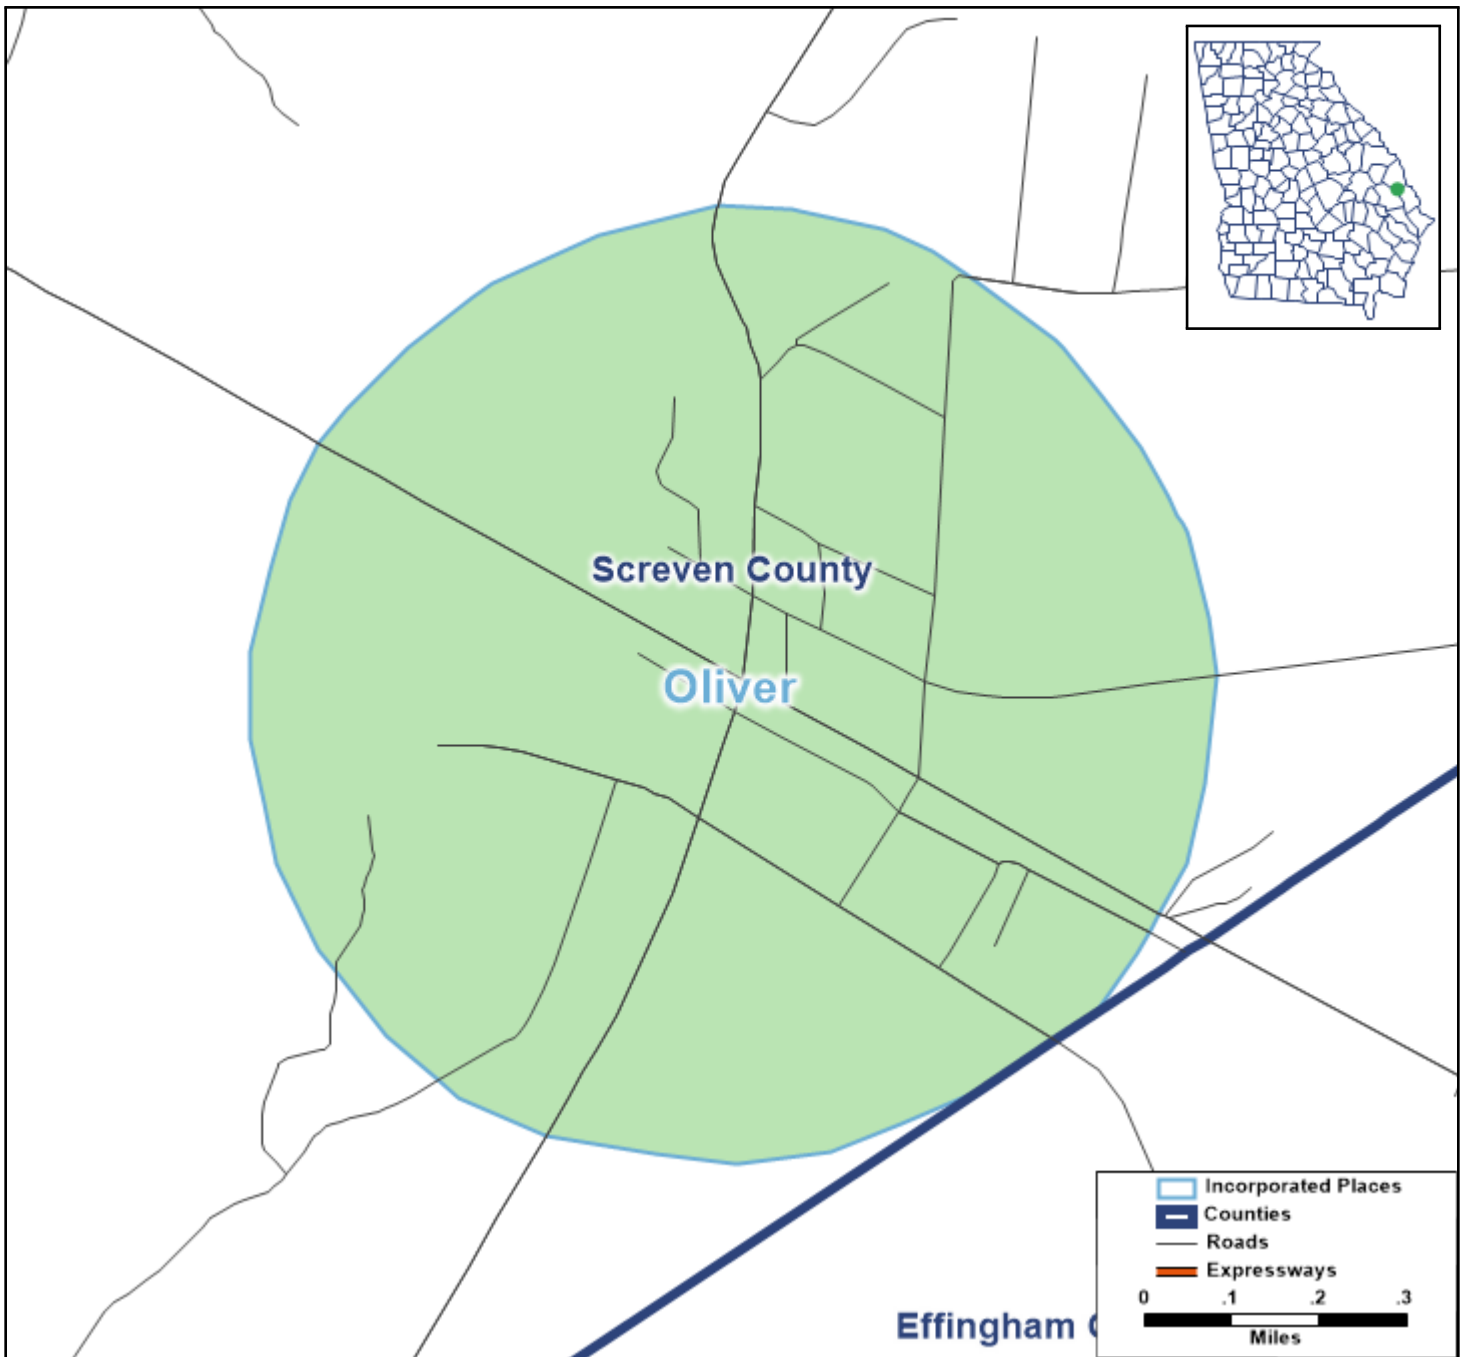 Screven County
Oliver
Effingham
Incorporated Places
Counties
Roads
Expressways
0 .1 .2 .3
Miles